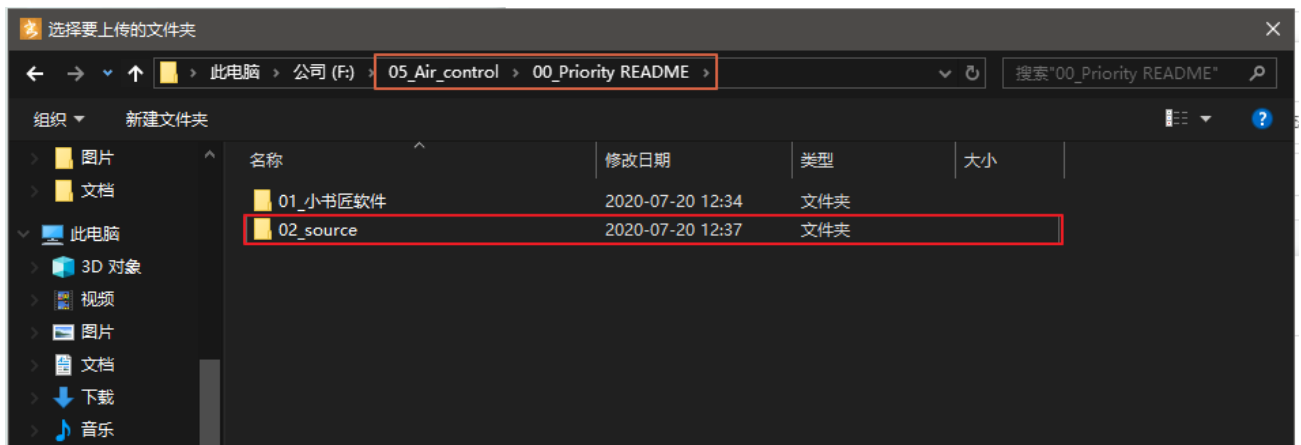 选择要上传的文件夹
此电脑 > 公司 (F:) > 05_Air_control > 00_Priority README >
搜索"00_Priority README"
组织 新建文件夹
名称 修改日期 类型 大小
01_小书匠软件 2020-07-20 12:34 文件夹
02_source 2020-07-20 12:37 文件夹
图片
文档
此电脑
3D 对象
视频
图片
文档
下载
音乐